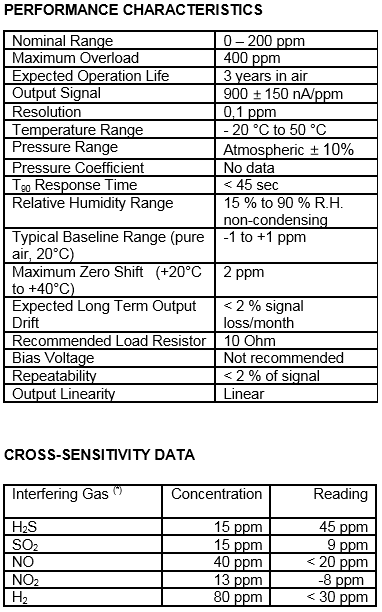 PERFORMANCE CHARACTERISTICS
Nominal Range 0 – 200 ppm
Maximum Overload 400 ppm
Expected Operation Life 3 years in air
Output Signal 900 ± 150 nA/ppm
Resolution 0,1 ppm
Temperature Range - 20 °C to 50 °C
Pressure Range Atmospheric ± 10%
Pressure Coefficient No data
T90 Response Time < 45 sec
Relative Humidity Range 15 % to 90 % R.H.
non-condensing
Typical Baseline Range (pure -1 to +1 ppm
air, 20°C)
Maximum Zero Shift (+20°C 2 ppm
to +40°C)
Expected Long Term Output < 2 % signal
Drift loss/month
Recommended Load Resistor 10 Ohm
Bias Voltage Not recommended
Repeatability < 2 % of signal
Output Linearity Linear
CROSS-SENSITIVITY DATA
Interfering Gas (*) Concentration Reading
H2S 15 ppm 45 ppm
SO2 15 ppm 9 ppm
NO 40 ppm < 20 ppm
NO2 13 ppm -8 ppm
H2 80 ppm < 30 ppm